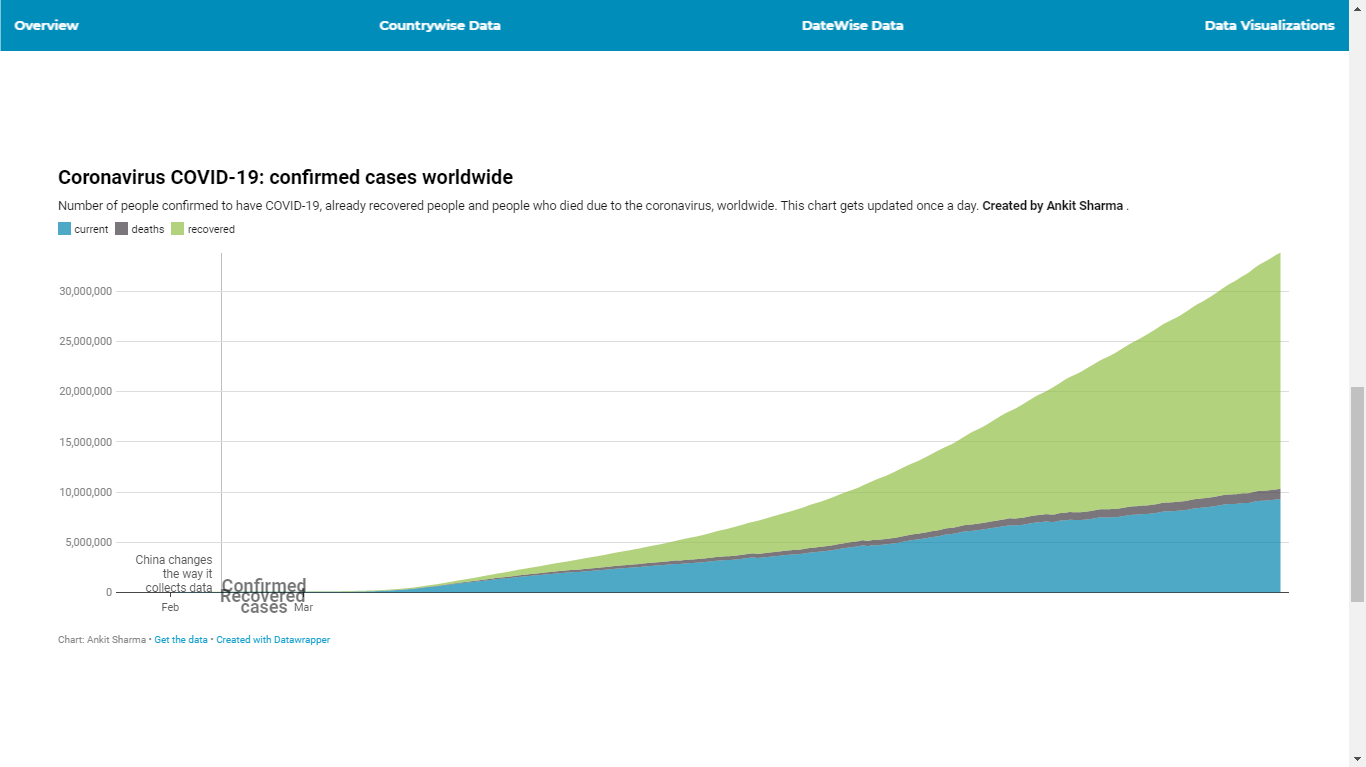 Overview Countrywise Data DateWise Data Data Visualizations
Coronavirus COVID-19: confirmed cases worldwide
Number of people confirmed to have COVID-19, already recovered people and people who died due to the coronavirus, worldwide. This chart gets updated once a day. Created by Ankit Sharma .
current deaths recovered
30,000,000
25,000,000
20,000,000
15,000,000
10,000,000
5,000,000
0
China changes
the way it
collects data
Confirmed
cases
Recovered
Feb Mar
Chart: Ankit Sharma • Get the data • Created with Datawrapper